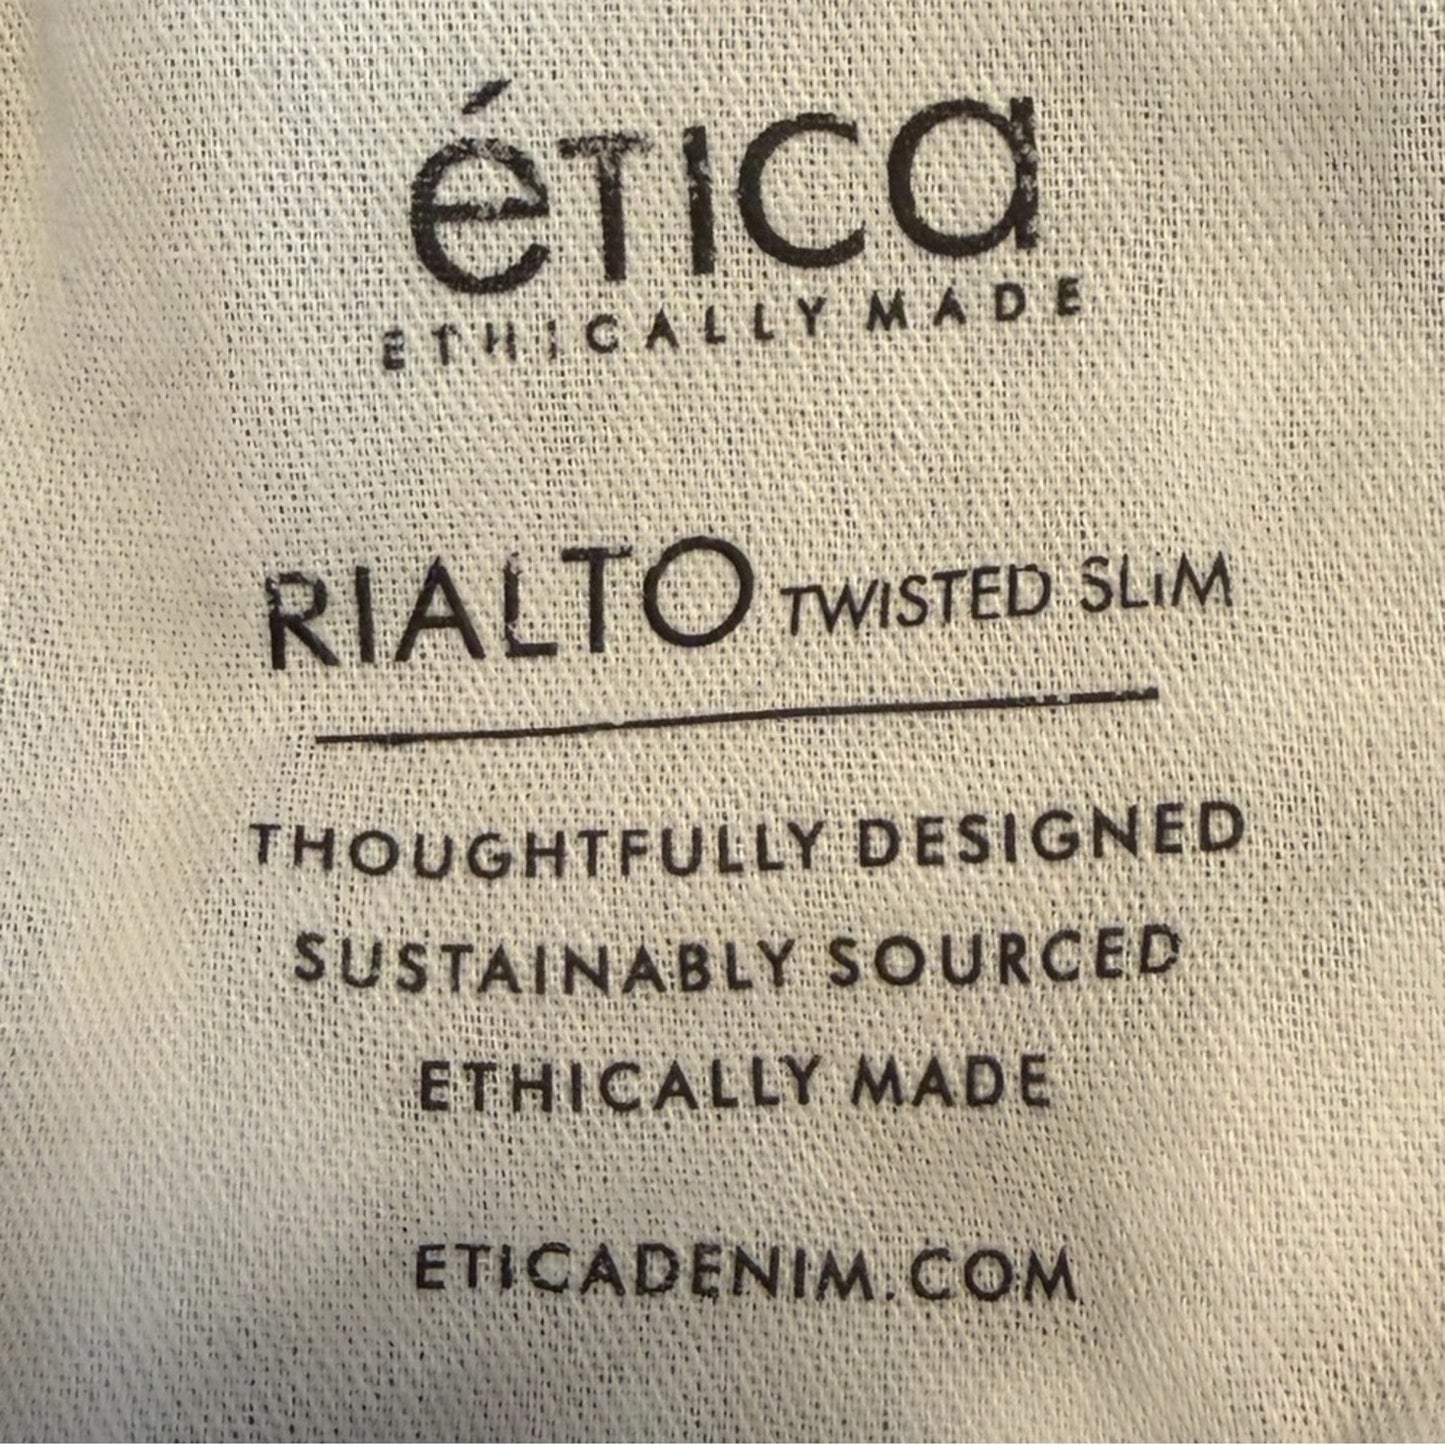 éTICa
ETHICALLY MADE
RIALTO TWISTED SLiM
THOUGHTFULLY DESIGNED
SUSTAINABLY SOURCED
ETHICALLY MADE
ETICADENIM.COM